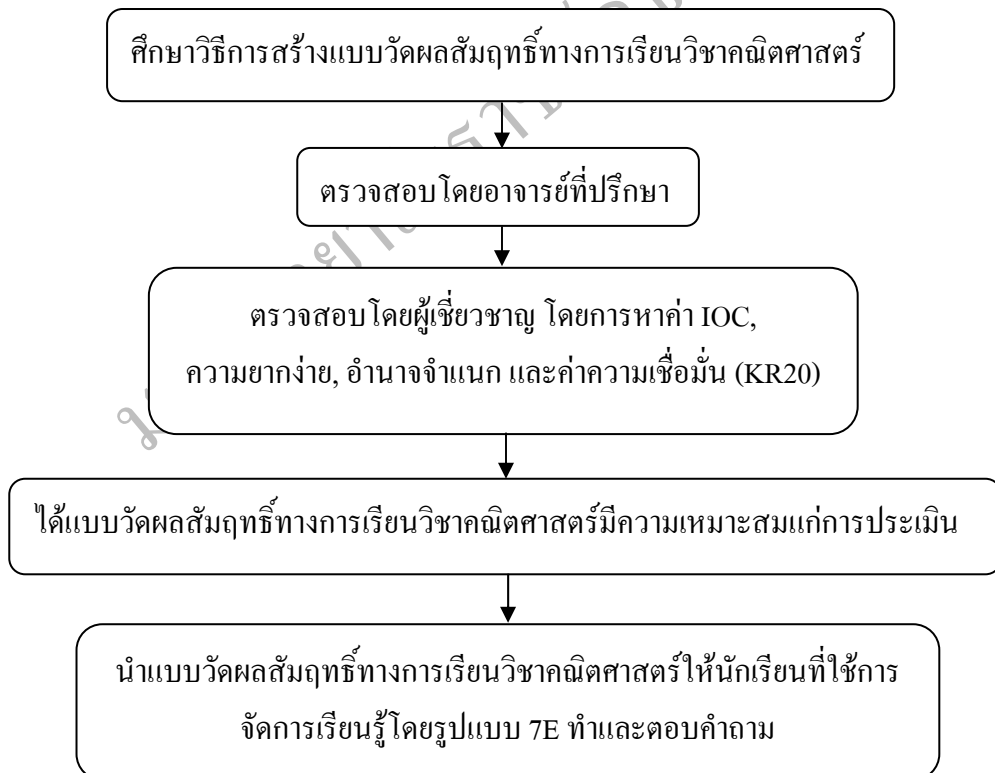 ศึกษาวิธีการสร้างแบบวัดผลสัมฤทธิ์ทางการเรียนวิชาคณิตศาสตร์
ตรวจสอบโดยอาจารย์ที่ปรึกษา
ตรวจสอบโดยผู้เชี่ยวชาญ โดยการหาค่า IOC,
ความยากง่าย, อำนาจจำแนก และค่าความเชื่อมั่น (KR20)
ได้แบบวัดผลสัมฤทธิ์ทางการเรียนวิชาคณิตศาสตร์มีความเหมาะสมแก่การประเมิน
นำแบบวัดผลสัมฤทธิ์ทางการเรียนวิชาคณิตศาสตร์ให้นักเรียนที่ใช้การ
จัดการเรียนรู้โดยรูปแบบ 7E ทำและตอบคำถาม